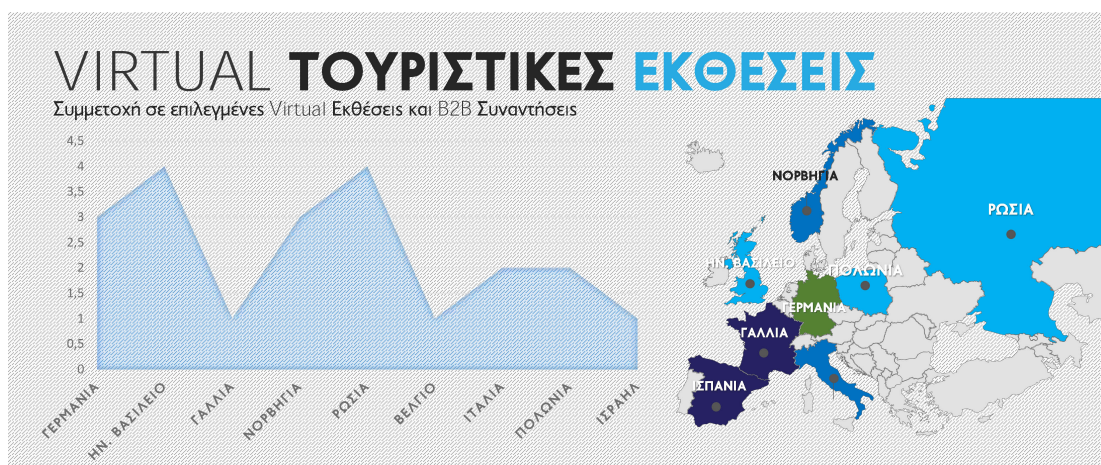 VIRTUAL ΤΟΥΡΙΣΤΙΚΕΣ ΕΚΘΕΣΕΙΣ
Συμμετοχή σε επιλεγμένες Virtual Εκθέσεις και B2B Συναντήσεις
4,5
4
3,5
3
2,5
2
1,5
1
0,5
0
ΓΕΡΜΑΝΙΑ
ΗΝ. ΒΑΣΙΛΕΙΟ
ΓΑΛΛΙΑ
ΝΟΡΒΗΓΙΑ
ΡΩΣΙΑ
ΒΕΛΓΙΟ
ΙΤΑΛΙΑ
ΠΟΛΩΝΙΑ
ΙΣΡΑΗΛ
ΝΟΡΒΗΓΙΑ
ΡΩΣΙΑ
ΗΝ. ΒΑΣΙΛΕΙΟ
ΠΟΛΩΝΙΑ
ΓΕΡΜΑΝΙΑ
ΓΑΛΛΙΑ
ΙΣΠΑΝΙΑ